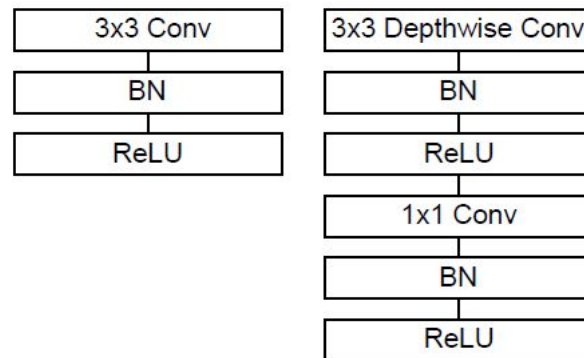 3x3 Conv
BN
ReLU
3x3 Depthwise Conv
BN
ReLU
1x1 Conv
BN
ReLU